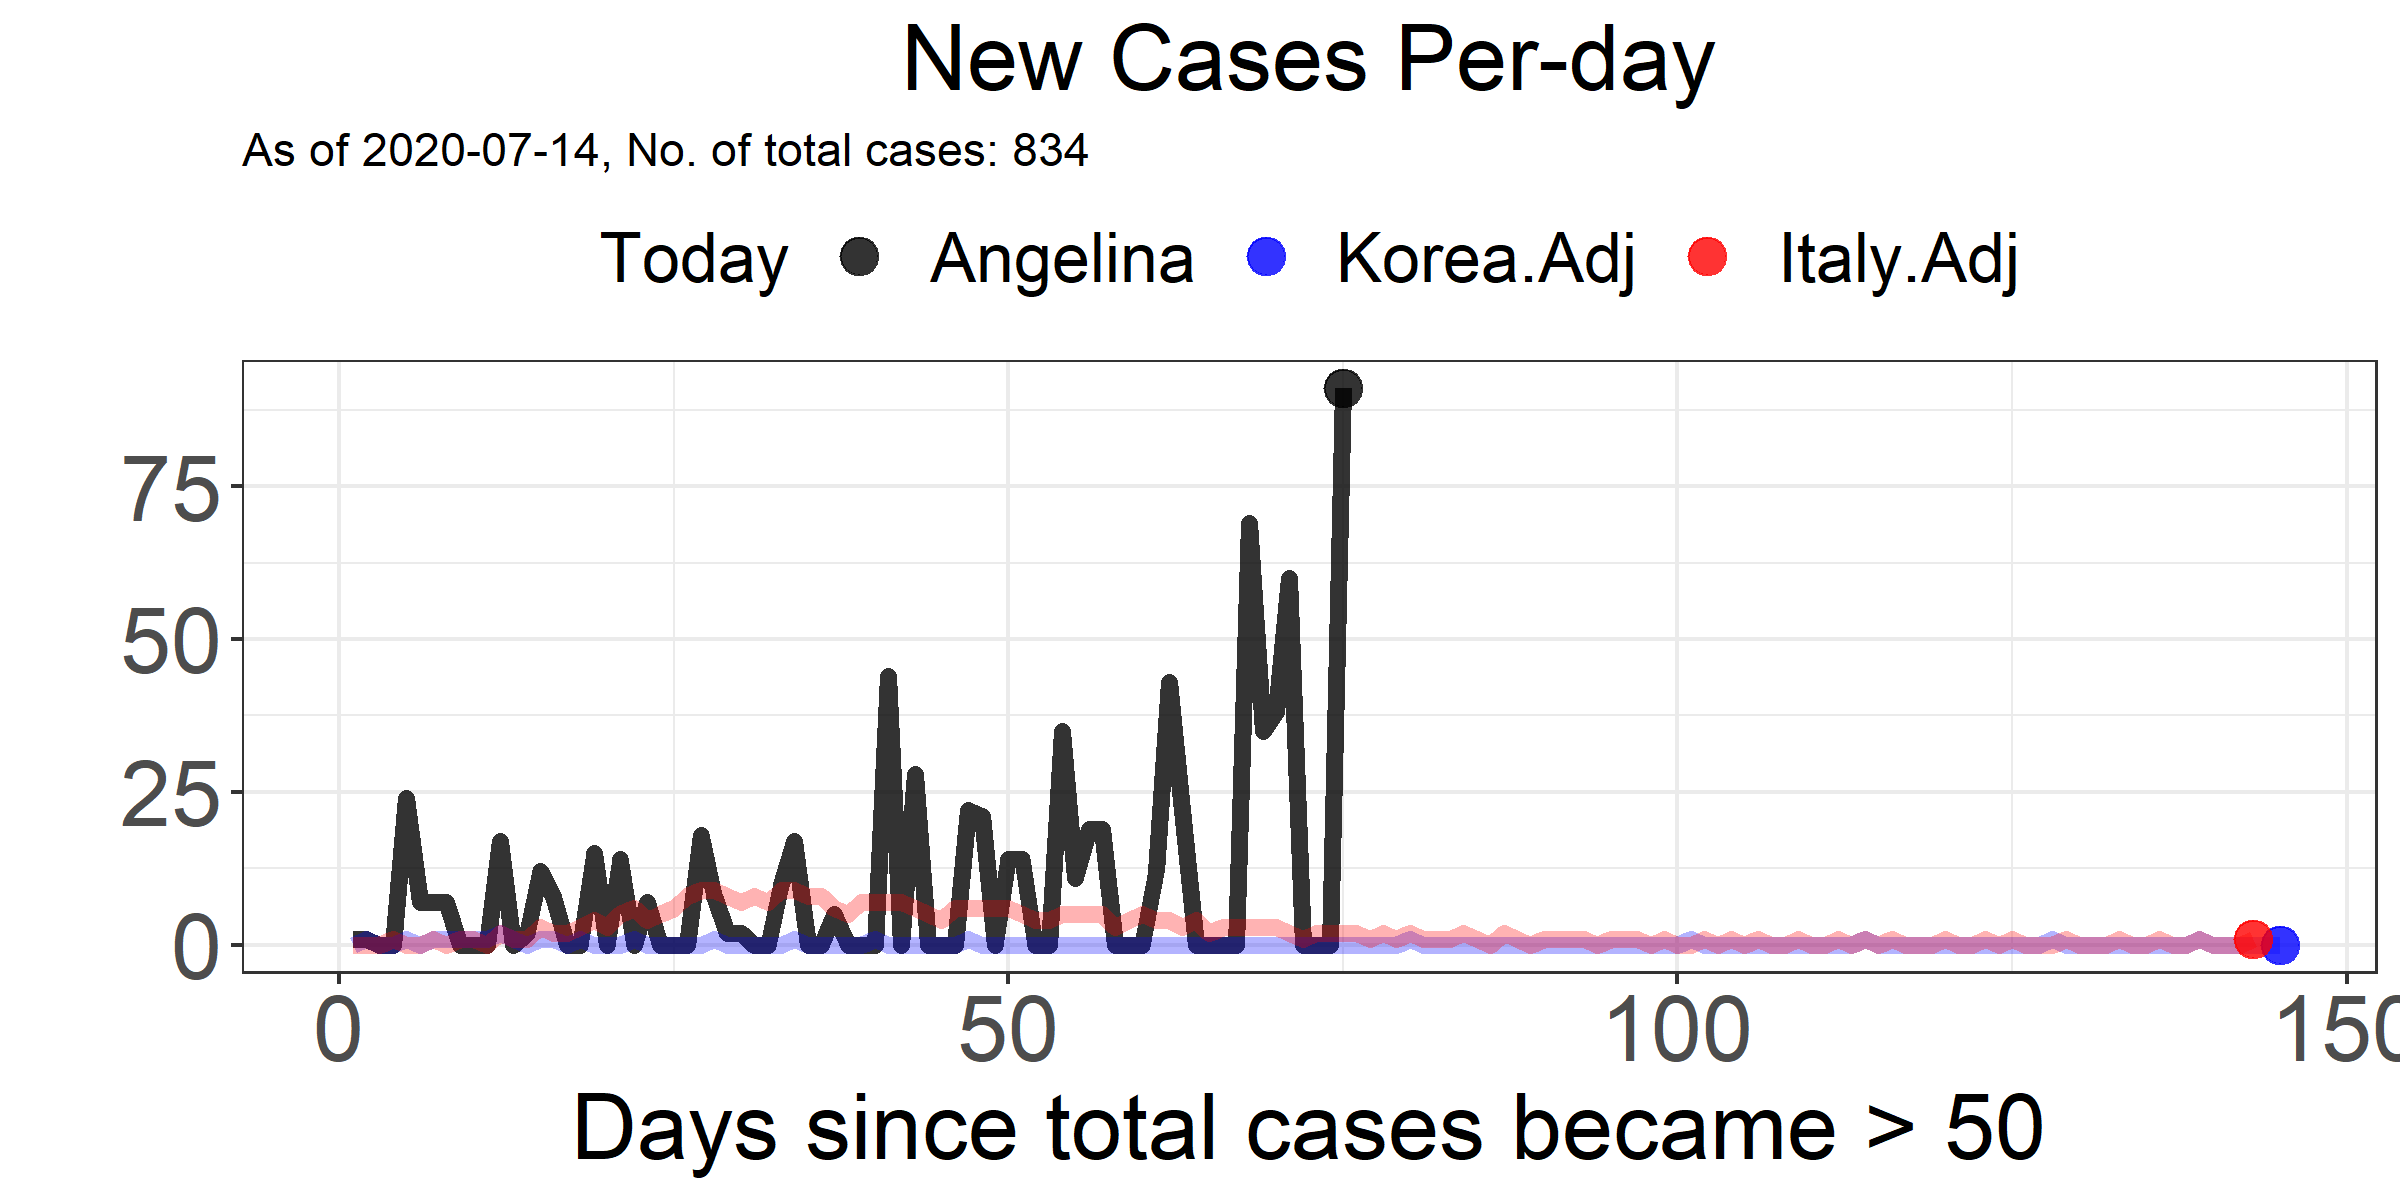 New Cases Per-day
As of 2020-07-14, No. of total cases: 834
Today Angelina Korea.Adj Italy.Adj
75
50
25
0
0 50 100 150
Days since total cases became > 50